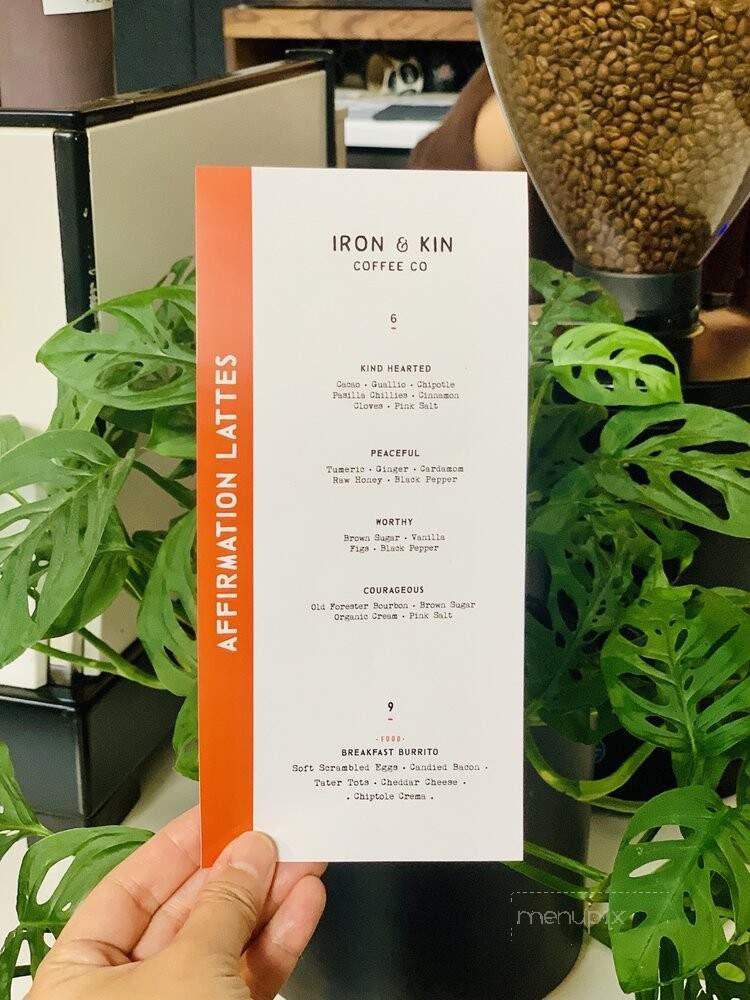 AFFIRMATION LATTES
IRON & KIN
COFFEE CO
6
KIND HEARTED
Cacao · Guallio · Chipotle
Pasilla Chillies · Cinnamon
Cloves · Pink Salt
PEACEFUL
Tumeric · Ginger · Cardamom
Raw Honey · Black Pepper
WORTHY
Brown Sugar · Vanilla
Figs · Black Pepper
COURAGEOUS
Old Forester Bourbon · Brown Sugar
Organic Cream · Pink Salt
9
·FOOD·
BREAKFAST BURRITO
Soft Scrambled Eggs · Candied Bacon ·
Tater Tots · Cheddar Cheese ·
. Chiptole Crema .
menupix